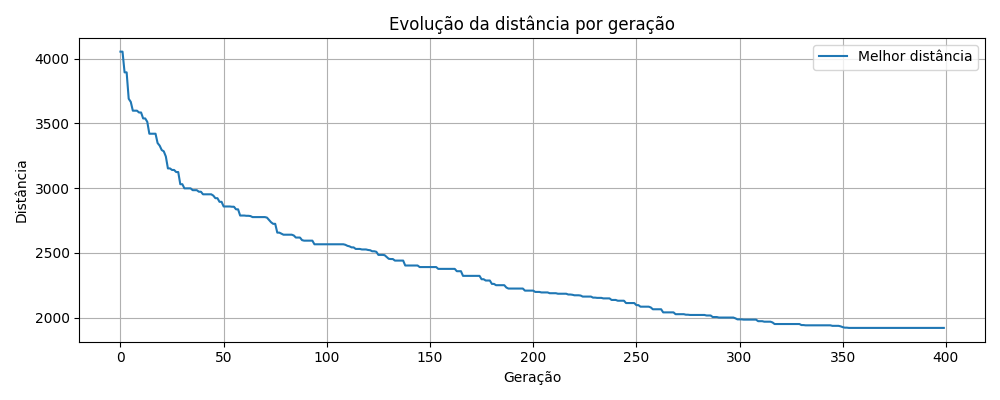 Evolução da distância por geração
Melhor distância
Distância
4000
3500
3000
2500
2000
0 50 100 150 200 250 300 350 400
Geração